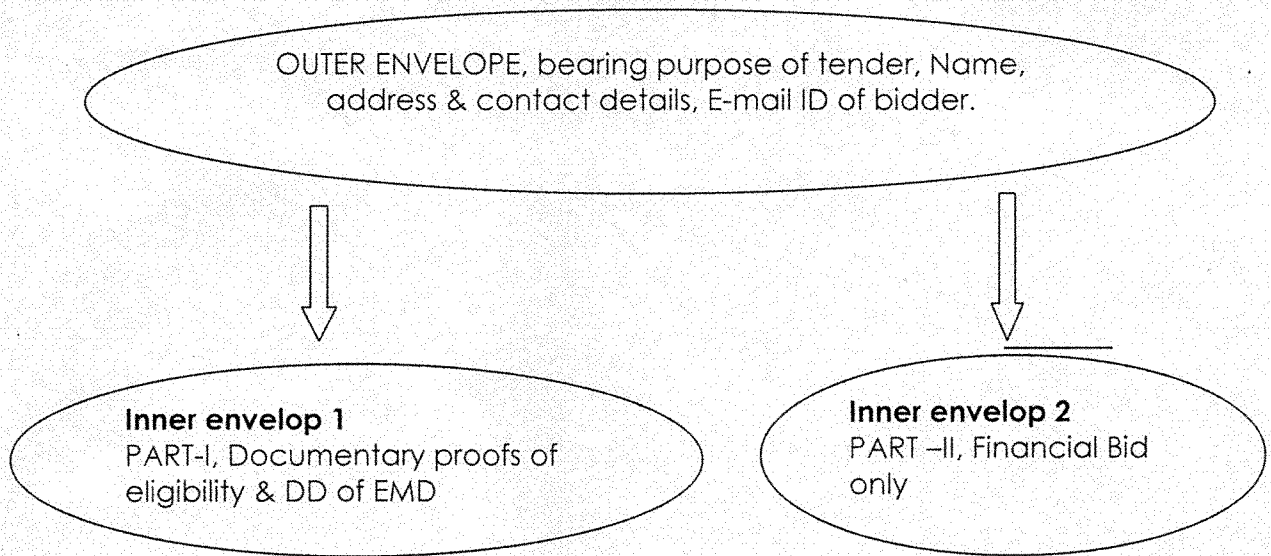 OUTER ENVELOPE, bearing purpose of tender, Name,
address & contact details, E-mail ID of bidder.
Inner envelop 1
PART-I, Documentary proofs of
eligibility & DD of EMD
Inner envelop 2
PART –II, Financial Bid
only